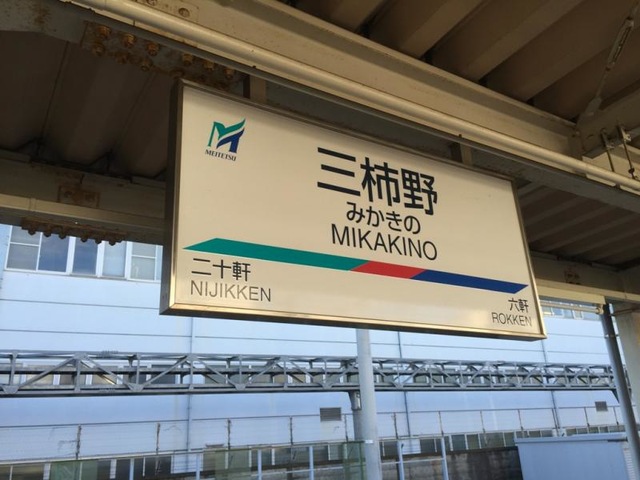 MEITETSU
三柿野
みかきの
MIKAKINO
二十軒
NIJIKKEN
六軒
ROKKEN